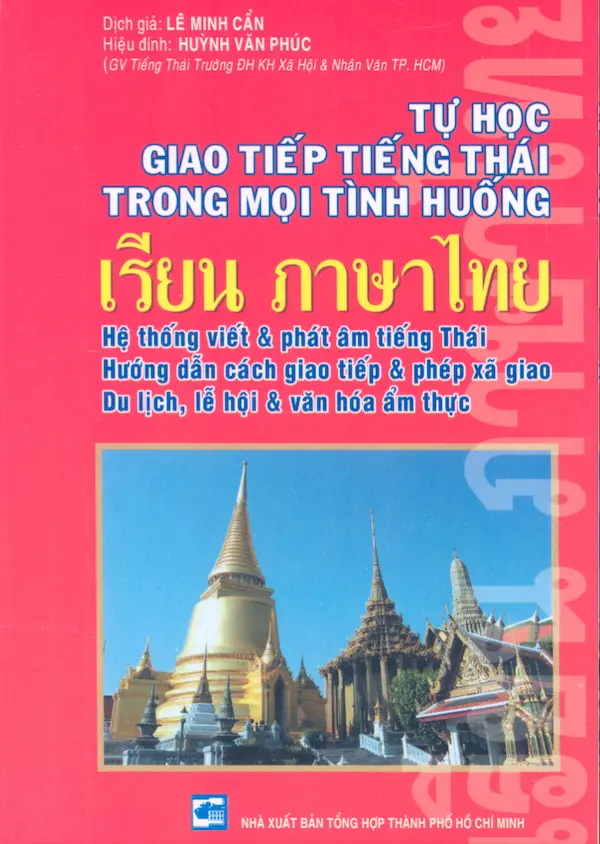 Dịch giả: LÊ MINH CẨN
Hiệu đính: HUỲNH VĂN PHÚC
(GV Tiếng Thái Trường ĐH KH Xã Hội & Nhân Văn TP. HCM)
TỰ HỌC
GIAO TIẾP TIẾNG THÁI
TRONG MỌI TÌNH HUỐNG
เรียน ภาษาไทย
Hệ thống viết & phát âm tiếng Thái
Hướng dẫn cách giao tiếp & phép xã giao
Du lịch, lễ hội & văn hóa ẩm thực
NHÀ XUẤT BẢN TỔNG HỢP THÀNH PHỐ HỒ CHÍ MINH